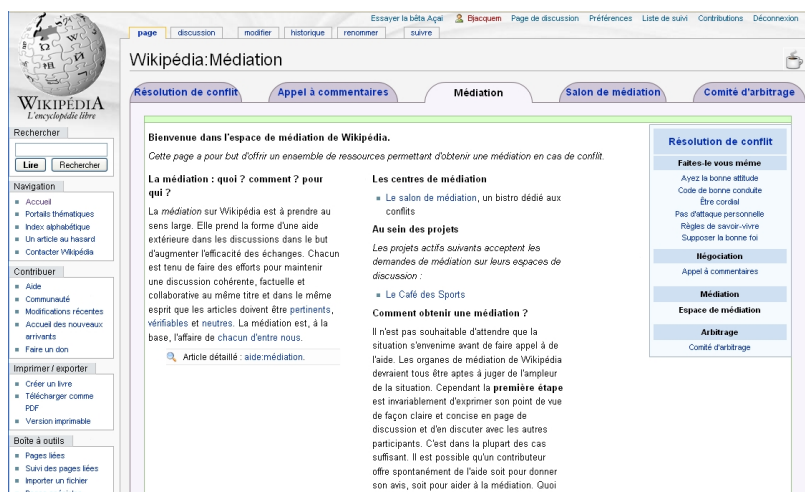 Essayer la bêta Açaí Bjacquem Page de discussion Préférences Liste de suivi Contributions Déconnexion
page discussion modifier historique renommer suivre
Wikipédia:Médiation
WIKIPÉDIA
L'encyclopédie libre
Résolution de conflit Appel à commentaires Médiation Salon de médiation Comité d'arbitrage
Rechercher
Lire Rechercher
Navigation
Accueil
Portails thématiques
Index alphabétique
Un article au hasard
Contacter Wikipédia
Contribuer
Aide
Communauté
Modifications récentes
Accueil des nouveaux
arrivants
Faire un don
Imprimer / exporter
Créer un livre
Télécharger comme
PDF
Version imprimable
Boîte à outils
Pages liées
Suivi des pages liées
Importer un fichier
Bienvenue dans l'espace de médiation de Wikipédia.
Cette page a pour but d'offrir un ensemble de ressources permettant d'obtenir une médiation en cas de conflit.
La médiation : quoi ? comment ? pour
qui ?
La médiation sur Wikipédia est à prendre au
sens large. Elle prend la forme d'une aide
extérieure dans les discussions dans le but
d'augmenter l'efficacité des échanges. Chacun
est tenu de faire des efforts pour maintenir
une discussion cohérente, factuelle et
collaborative au même titre et dans le même
esprit que les articles doivent être pertinents,
vérifiables et neutres. La médiation est, à la
base, l'affaire de chacun d'entre nous.
Article détaillé : aide:médiation.
Les centres de médiation
Le salon de médiation, un bistro dédié aux
conflits
Au sein des projets
Les projets actifs suivants acceptent les
demandes de médiation sur leurs espaces de
discussion :
Le Café des Sports
Comment obtenir une médiation ?
Il n'est pas souhaitable d'attendre que la
situation s'envenime avant de faire appel à de
l'aide. Les organes de médiation de Wikipédia
devraient tous être aptes à juger de l'ampleur
de la situation. Cependant la première étape
est invariablement d'exprimer son point de vue
de façon claire et concise en page de
discussion et d'en discuter avec les autres
participants. C'est dans la plupart des cas
suffisant. Il est possible qu'un contributeur
offre spontanément de l'aide soit pour donner
son avis, soit pour aider à la médiation. Quoi
Résolution de conflit
Faites-le vous même
Ayez la bonne attitude
Code de bonne conduite
Être cordial
Pas d'attaque personnelle
Règles de savoir-vivre
Supposer la bonne foi
Négociation
Appel à commentaires
Médiation
Espace de médiation
Arbitrage
Comité d'arbitrage